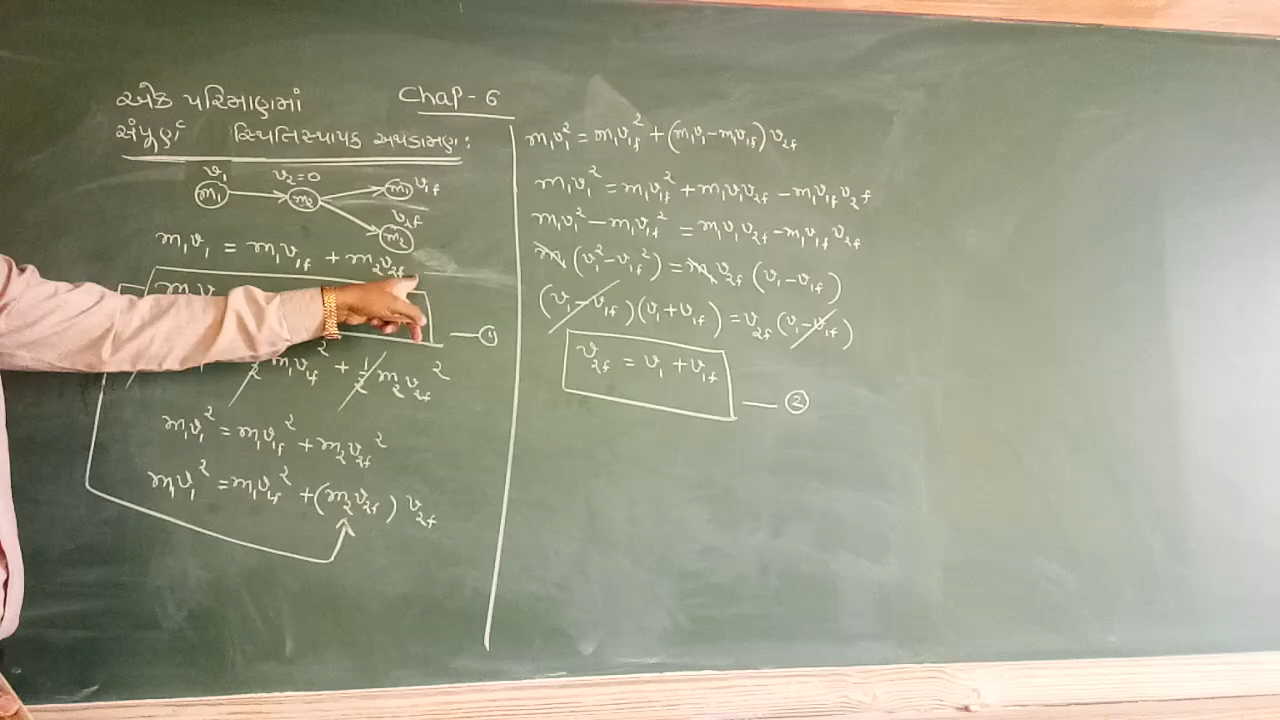 એક પરિમાણમાં
Chap - 6
સંપૂર્ણ સ્થિતિસ્થાપક અથડામણ :
v₁ v₂=0 m₁ v₁f
m₁ m₂ v₂f
m₂
m₁v₁ = m₁v₁f + m₂v₂f
— ①
m₁v₁f² + ½ m₂v₂f²
m₁v₁² = m₁v₁f² + m₂v₂f²
m₁v₁² = m₁v₁f² + (m₂v₂f) v₂f
m₁v₁² = m₁v₁f² + (m₁v₁ - m₁v₁f) v₂f
m₁v₁² = m₁v₁f² + m₁v₁v₂f - m₁v₁f v₂f
m₁v₁² - m₁v₁f² = m₁v₁v₂f - m₁v₁f v₂f
m₁ (v₁² - v₁f²) = m₁ v₂f (v₁ - v₁f)
(v₁ - v₁f)(v₁ + v₁f) = v₂f (v₁ - v₁f)
v₂f = v₁ + v₁f — ②